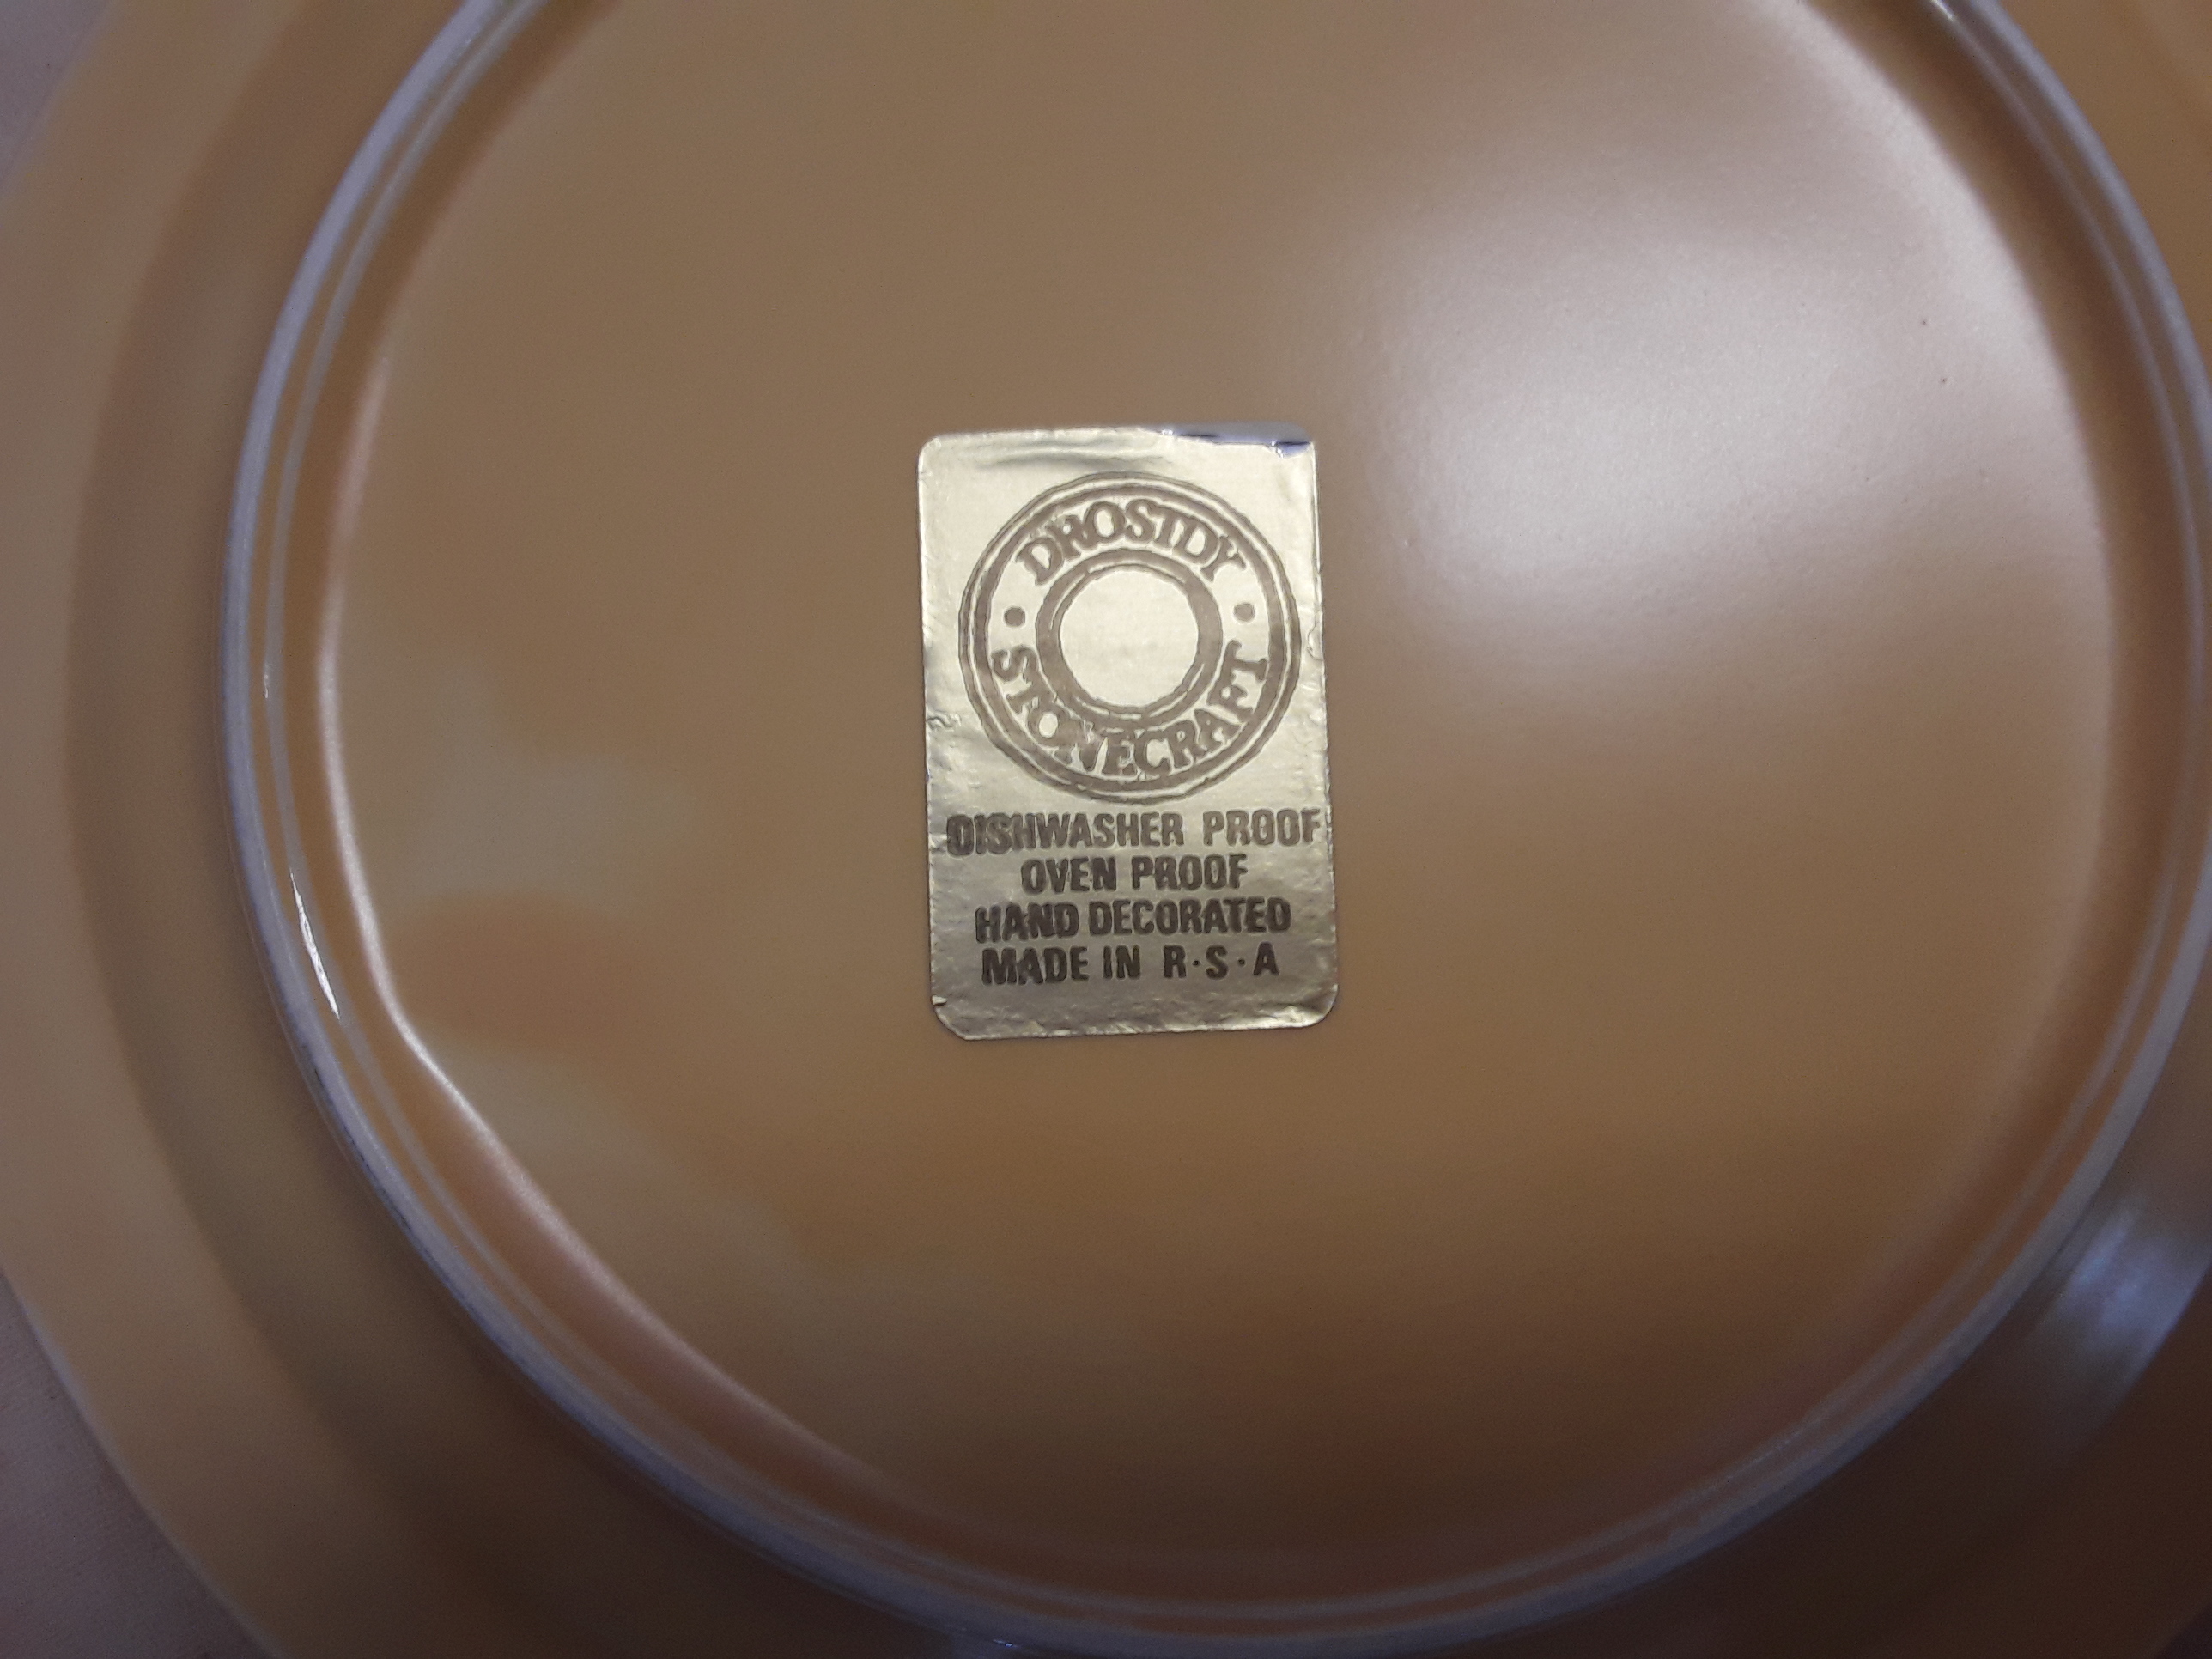 DROSTDY
STONECRAFT
DISHWASHER PROOF
OVEN PROOF
HAND DECORATED
MADE IN R·S·A